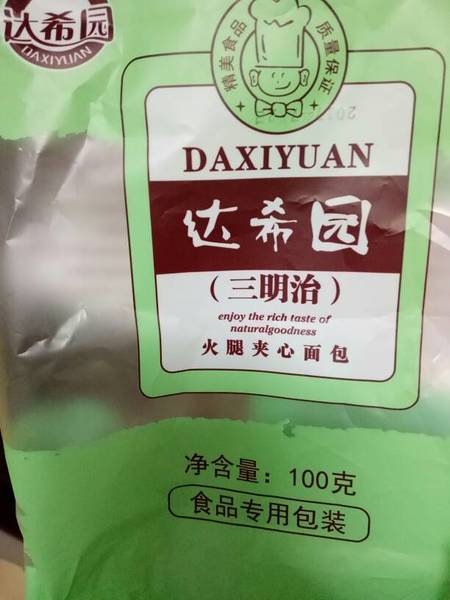 达希园
DAXIYUAN
精美食品 质量保证
DAXIYUAN
达希园
(三明治)
enjoy the rich taste of
naturalgoodness
火腿夹心面包
净含量：100克
食品专用包装